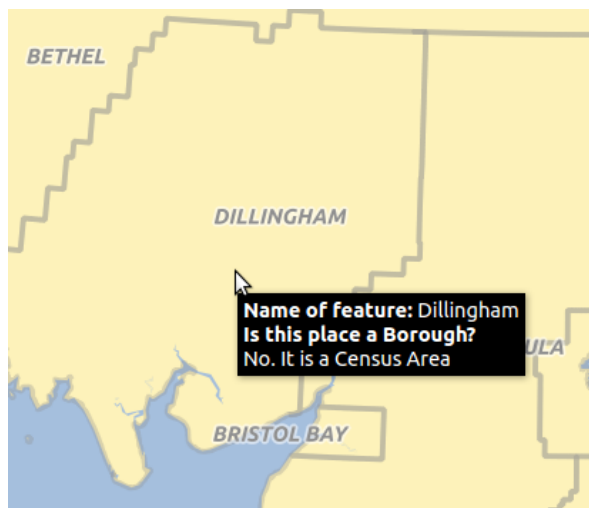 BETHEL
DILLINGHAM
Name of feature: Dillingham
Is this place a Borough?
No. It is a Census Area
ULA
BRISTOL BAY